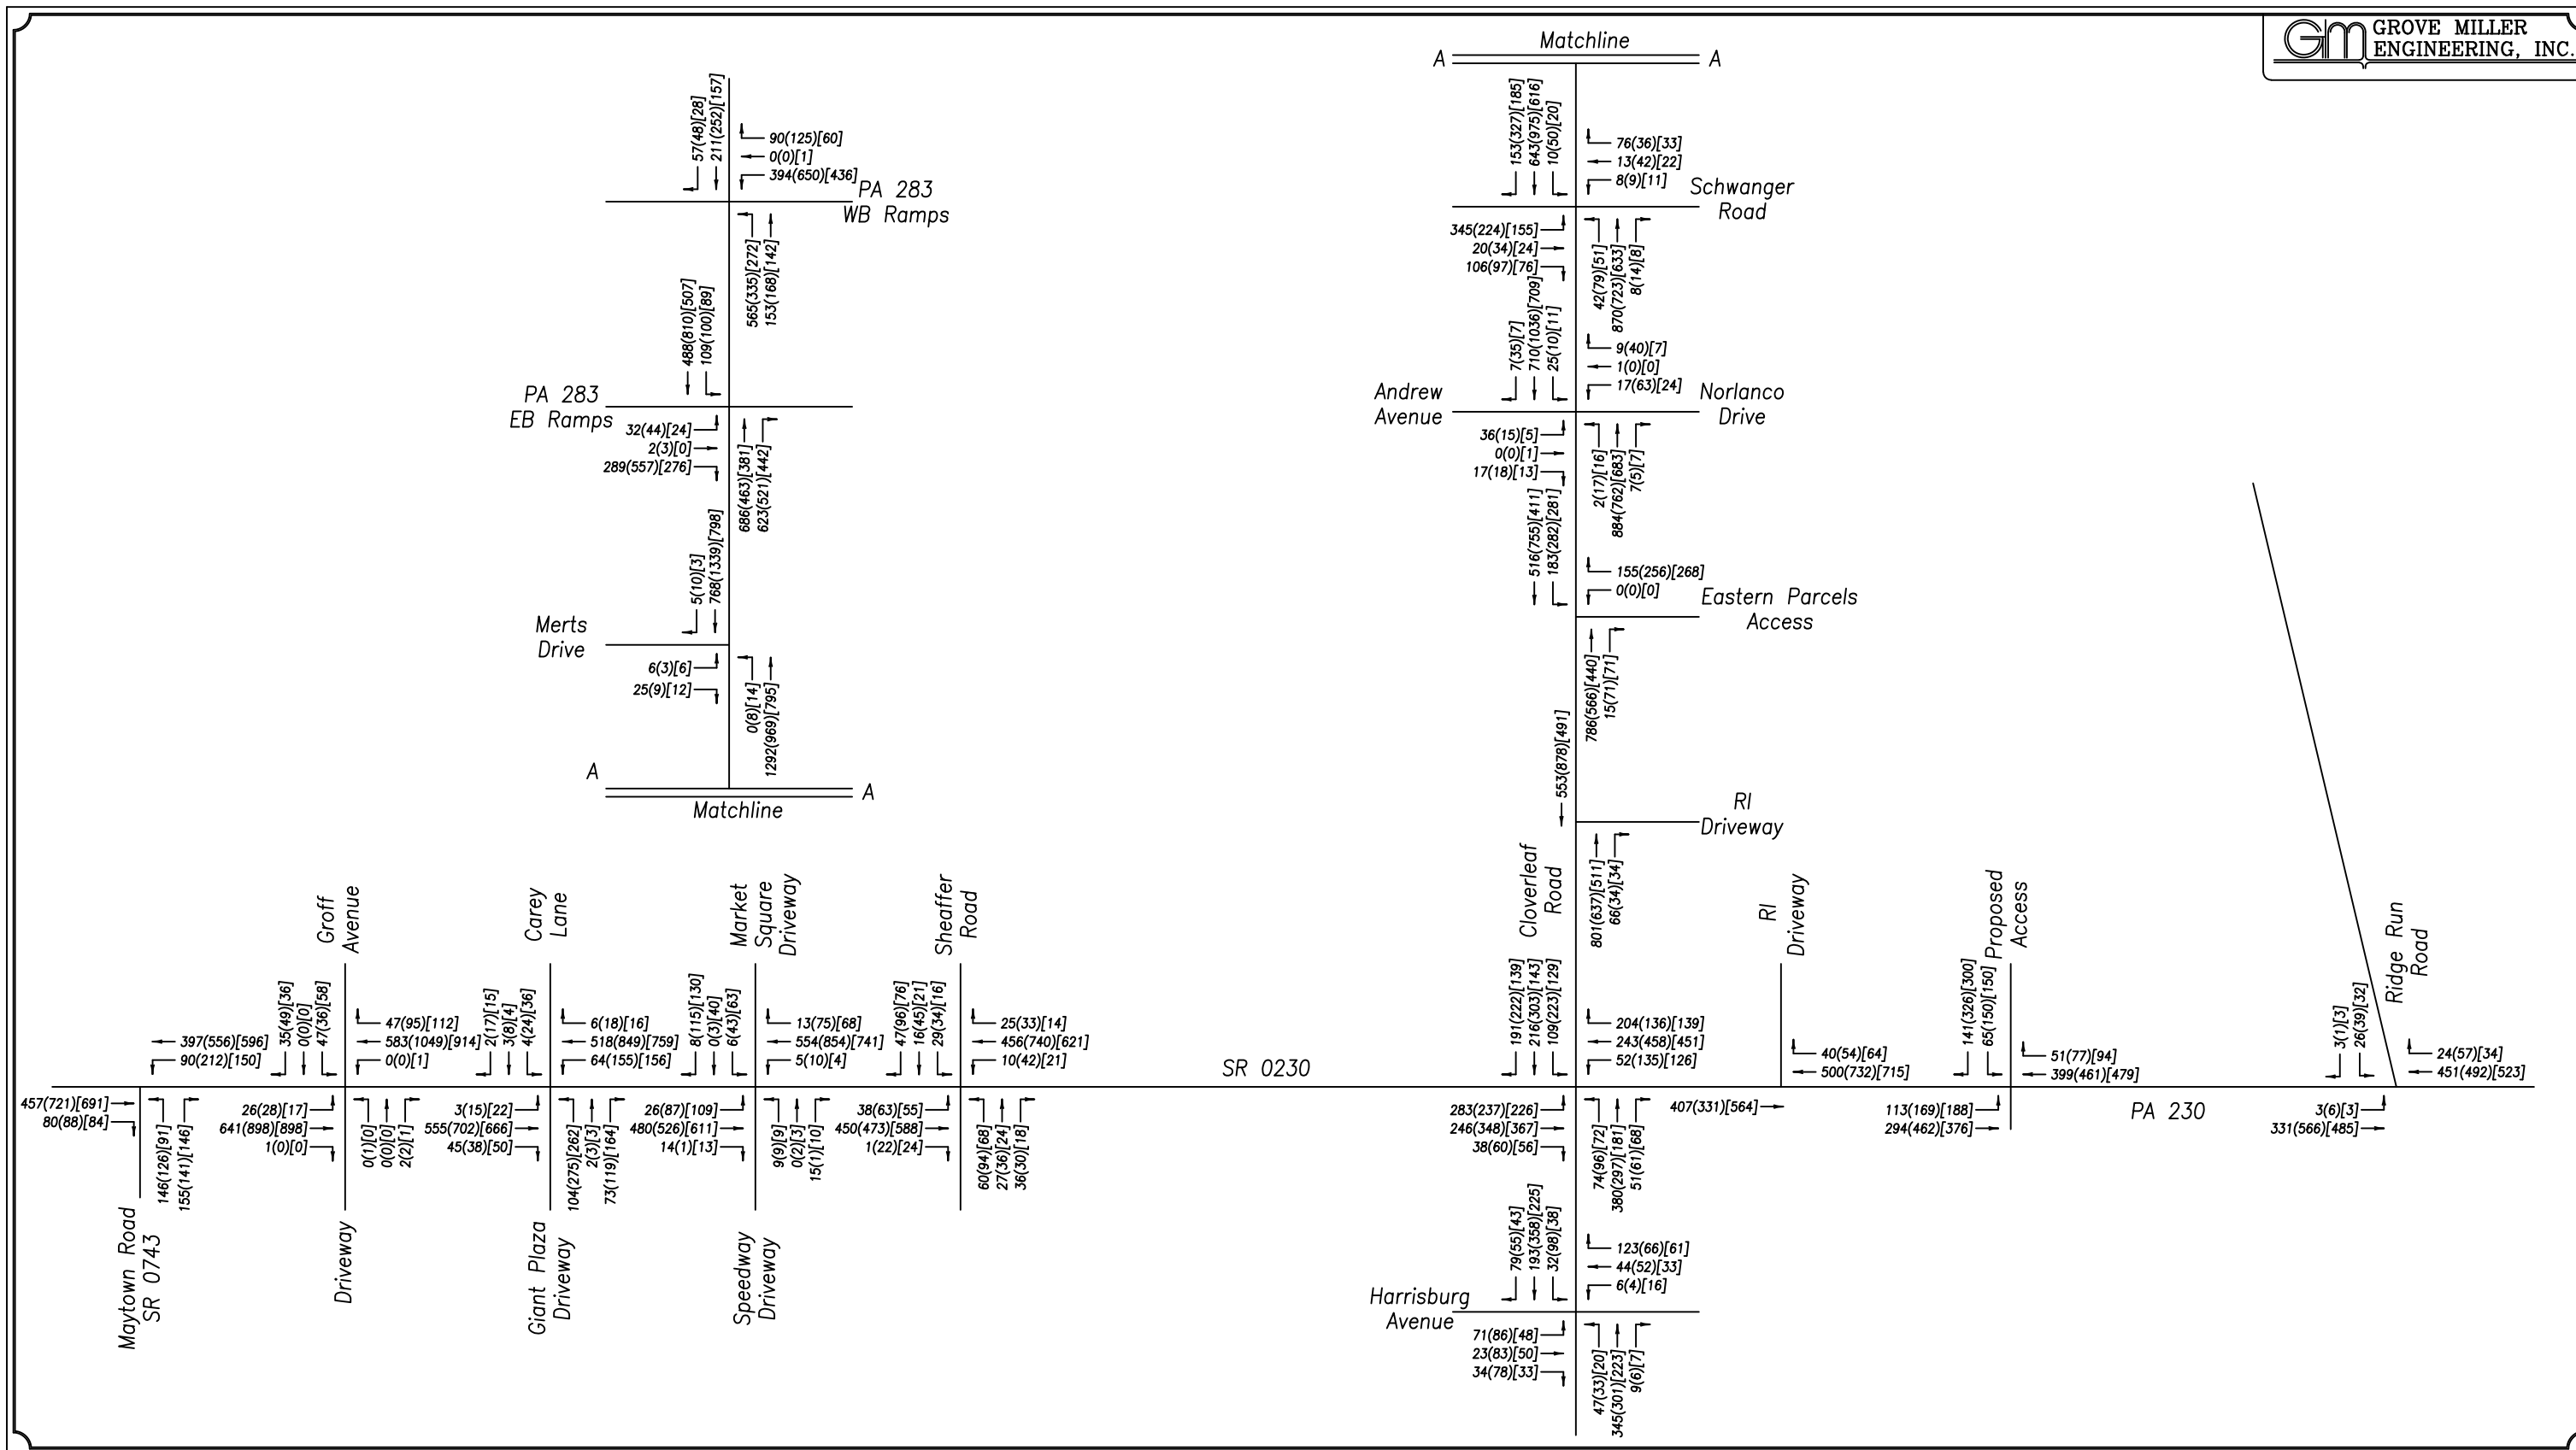 GROVE MILLER
ENGINEERING, INC.
Gm
57(48)[28]
211(252)[157]
90(125)[60]
0(0)[1]
394(650)[436]
PA 283
WB Ramps
565(335)[272]
153(168)[142]
488(810)[507]
109(100)[89]
PA 283
EB Ramps
32(44)[24]
2(3)[0]
289(557)[276]
686(463)[381]
623(521)[442]
5(10)[3]
768(1339)[798]
Merts
Drive
6(3)[6]
25(9)[12]
0(8)[14]
1292(969)[795]
A
A
Matchline
Matchline
A
A
153(327)[185]
643(975)[616]
10(50)[20]
76(36)[33]
13(42)[22]
8(9)[11]
Schwanger
Road
345(224)[155]
20(34)[24]
106(97)[76]
42(79)[51]
870(723)[633]
8(14)[8]
7(35)[7]
710(1036)[709]
25(10)[11]
9(40)[7]
1(0)[0]
17(63)[24]
Andrew
Avenue
Norlanco
Drive
36(15)[5]
0(0)[1]
17(18)[13]
2(17)[16]
884(762)[683]
7(5)[7]
516(755)[411]
183(282)[281]
155(256)[268]
0(0)[0]
Eastern Parcels
Access
786(566)[440]
15(71)[71]
553(878)[491]
RI
Driveway
801(637)[511]
66(34)[34]
Cloverleaf
Road
397(556)[596]
90(212)[150]
457(721)[691]
80(88)[84]
146(126)[91]
155(141)[146]
Maytown Road
SR 0743
Groff
Avenue
35(49)[36]
0(0)[0]
47(36)[58]
47(95)[112]
583(1049)[914]
0(0)[1]
26(28)[17]
641(898)[898]
1(0)[0]
0(1)[0]
0(0)[0]
2(2)[1]
Driveway
Carey
Lane
2(17)[15]
3(8)[4]
4(24)[36]
6(18)[16]
518(849)[759]
64(155)[156]
3(15)[22]
555(702)[666]
45(38)[50]
104(275)[262]
2(3)[3]
73(119)[164]
Giant Plaza
Driveway
Market
Square
Driveway
8(115)[130]
0(3)[40]
6(43)[63]
13(75)[68]
554(854)[741]
5(10)[4]
26(87)[109]
480(526)[611]
14(1)[13]
9(9)[9]
0(2)[3]
15(1)[10]
Speedway
Driveway
Sheaffer
Road
47(96)[76]
16(45)[21]
29(34)[16]
25(33)[14]
456(740)[621]
10(42)[21]
38(63)[55]
450(473)[588]
1(22)[24]
60(94)[68]
27(36)[24]
36(30)[18]
SR 0230
191(222)[139]
216(303)[143]
109(223)[129]
204(136)[139]
243(458)[451]
52(135)[126]
283(237)[226]
246(348)[367]
38(60)[56]
74(96)[72]
380(297)[181]
51(61)[68]
79(55)[43]
193(358)[225]
32(98)[38]
123(66)[61]
44(52)[33]
6(4)[16]
Harrisburg
Avenue
71(86)[48]
23(83)[50]
34(78)[33]
47(33)[20]
345(301)[223]
9(6)[7]
RI
Driveway
40(54)[64]
500(732)[715]
407(331)[564]
Proposed
Access
141(326)[300]
65(150)[150]
51(77)[94]
399(461)[479]
113(169)[188]
294(462)[376]
PA 230
Ridge Run
Road
3(1)[3]
26(39)[32]
24(57)[34]
451(492)[523]
3(6)[3]
331(566)[485]